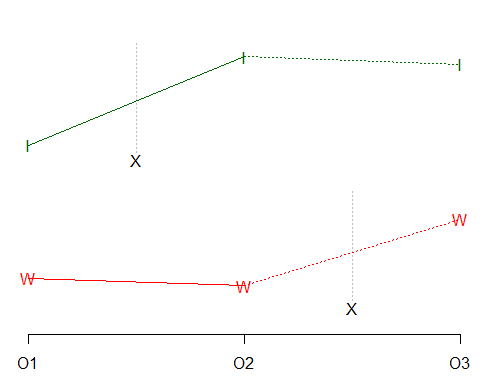 I I I
X
W W W
X
O1 O2 O3